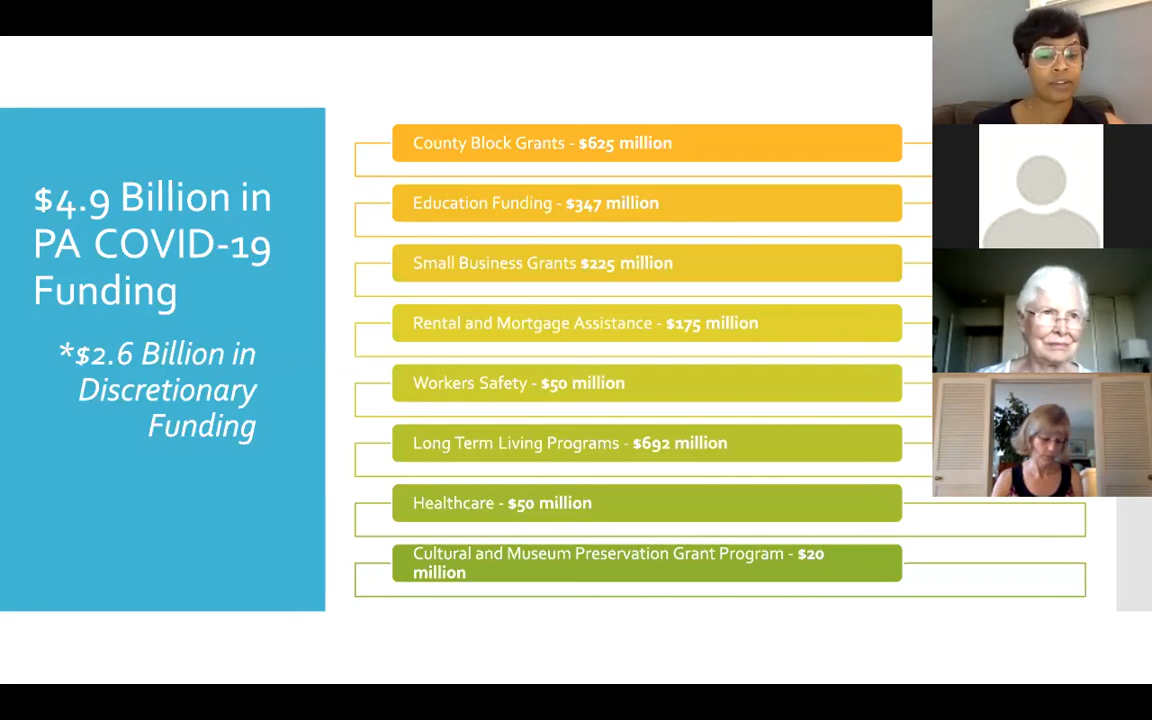 $4.9 Billion in
PA COVID-19
Funding
*$2.6 Billion in
Discretionary
Funding
County Block Grants - $625 million
Education Funding - $347 million
Small Business Grants $225 million
Rental and Mortgage Assistance - $175 million
Workers Safety - $50 million
Long Term Living Programs - $692 million
Healthcare - $50 million
Cultural and Museum Preservation Grant Program - $20
million